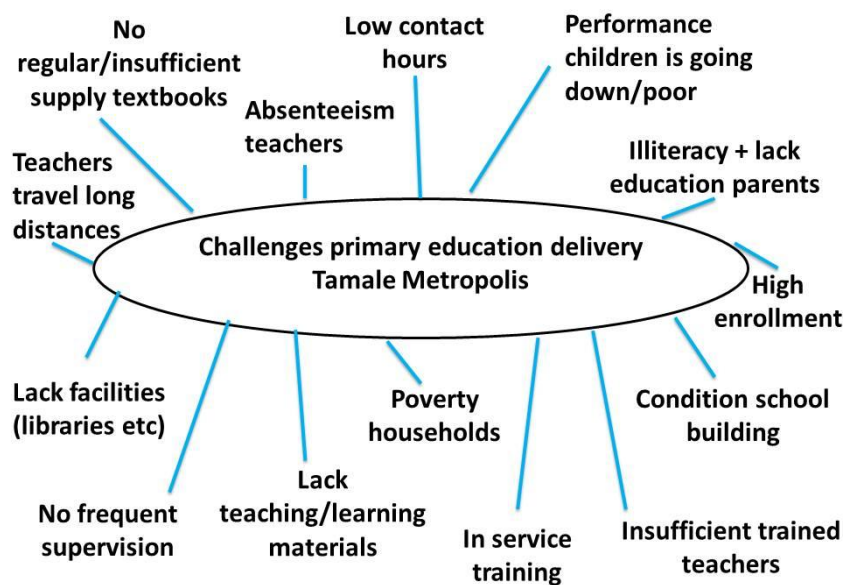 No
regular/insufficient
supply textbooks
Low contact
hours
Performance
children is going
down/poor
Absenteeism
teachers
Teachers
travel long
distances
Illiteracy + lack
education parents
Challenges primary education delivery
Tamale Metropolis
High
enrollment
Lack facilities
(libraries etc)
Poverty
households
Condition school
building
No frequent
supervision
Lack
teaching/learning
materials
In service
training
Insufficient trained
teachers